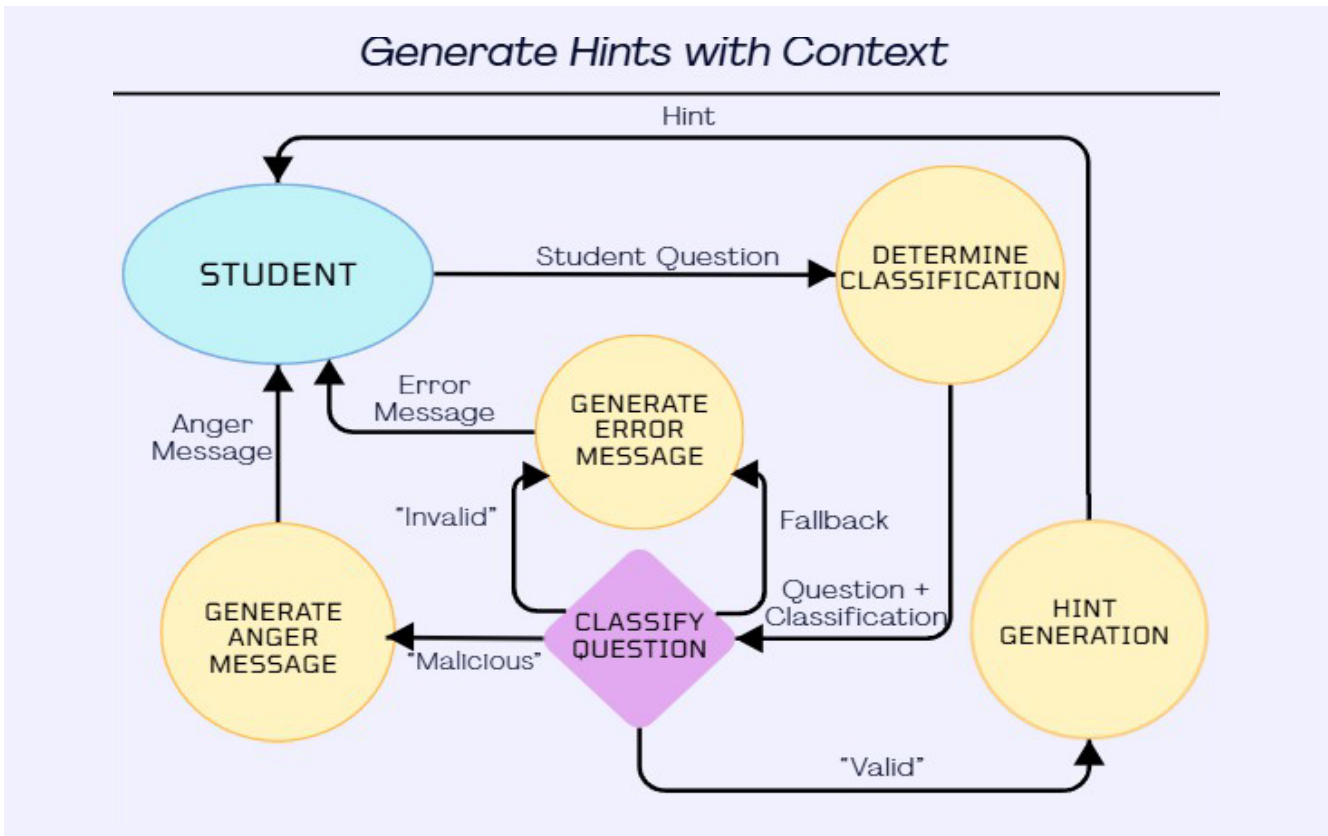 Generate Hints with Context
Hint
STUDENT
Student Question
DETERMINE
CLASSIFICATION
Error
Message
GENERATE
ERROR
MESSAGE
Anger
Message
"Invalid"
Fallback
GENERATE
ANGER
MESSAGE
"Malicious"
CLASSIFY
QUESTION
Question +
Classification
HINT
GENERATION
"Valid"